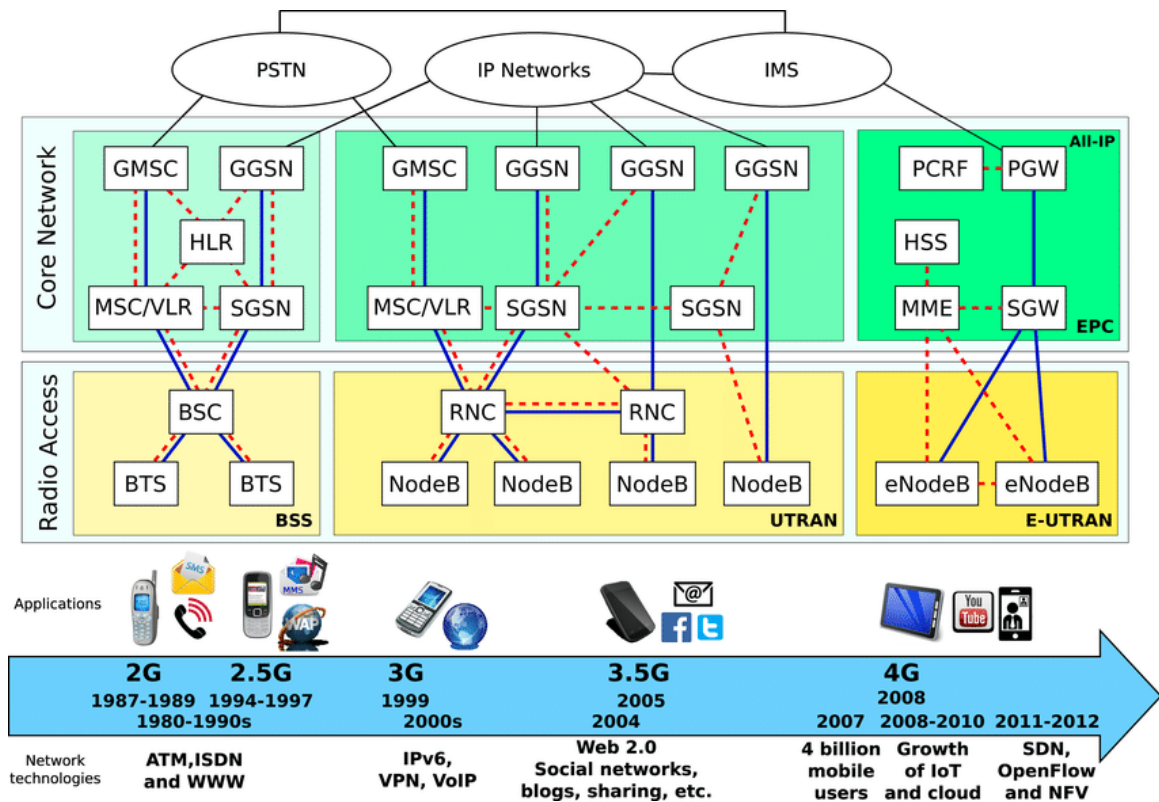 PSTN
IP Networks
IMS
Core Network
GMSC
GGSN
HLR
MSC/VLR
SGSN
GMSC
GGSN
GGSN
GGSN
MSC/VLR
SGSN
SGSN
All-IP
PCRF
PGW
HSS
MME
SGW
EPC
Radio Access
BSC
BTS
BTS
BSS
RNC
RNC
NodeB
NodeB
NodeB
NodeB
UTRAN
eNodeB
eNodeB
E-UTRAN
Applications
SMS
MMS
WAP
@
f
t
You
Tube
2G
2.5G
3G
3.5G
4G
1987-1989
1994-1997
1999
2005
2008
1980-1990s
2000s
2004
2007
2008-2010
2011-2012
Network
technologies
ATM,ISDN
and WWW
IPv6,
VPN, VoIP
Web 2.0
Social networks,
blogs, sharing, etc.
4 billion
mobile
users
Growth
of IoT
and cloud
SDN,
OpenFlow
and NFV